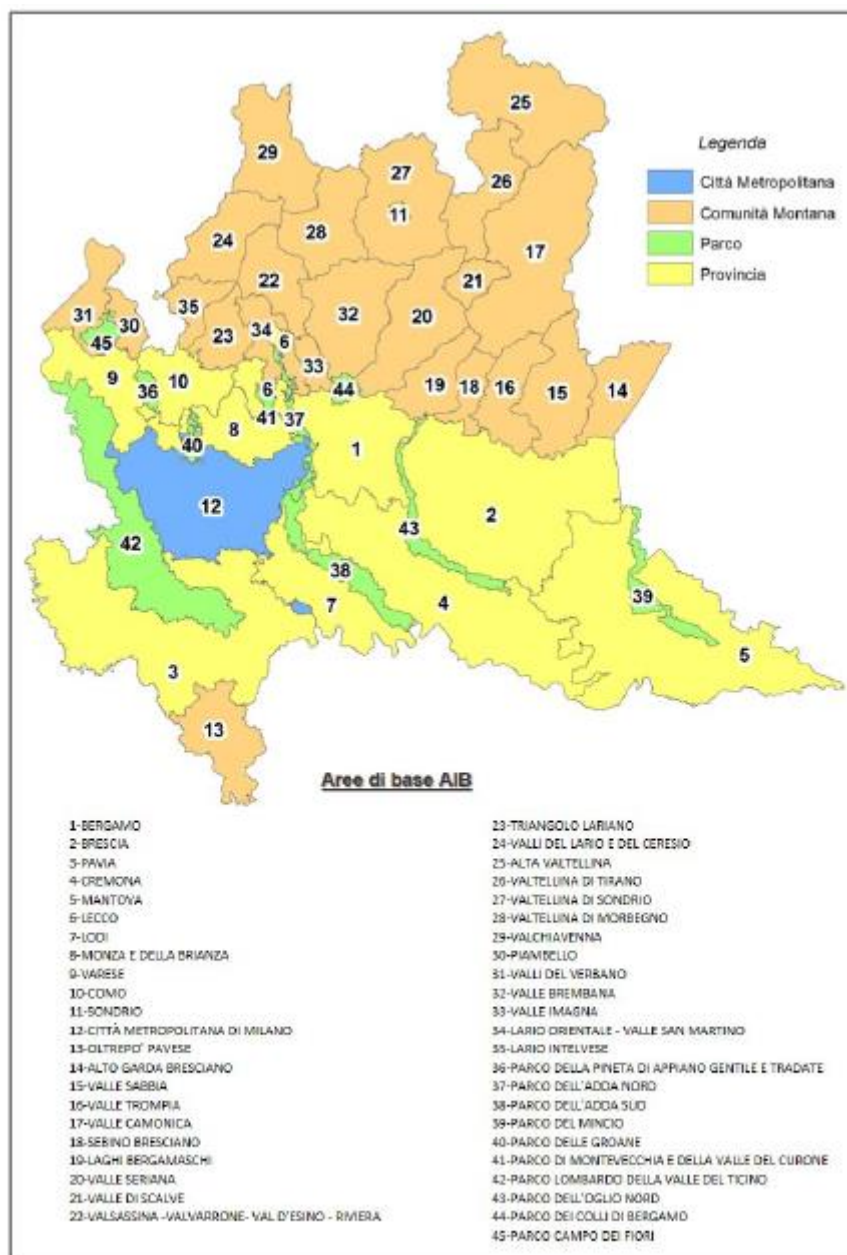 25
29
27
26
11
28
24
17
22
21
35
32
20
31
30
34
23
6
45
33
9
36
10
6
44
19
18
16
15
14
41
37
8
40
1
12
2
43
42
38
39
7
4
5
3
13
Legenda
Città Metropolitana
Comunità Montana
Parco
Provincia
Aree di base AIB
1-BERGAMO
2-BRESCIA
3-PAVIA
4-CREMONA
5-MANTOVA
6-LECCO
7-LODI
8-MONZA E DELLA BRIANZA
9-VARESE
10-COMO
11-SONDRIO
12-CITTÀ METROPOLITANA DI MILANO
13-OLTREPO' PAVESE
14-ALTO GARDA BRESCIANO
15-VALLE SABBIA
16-VALLE TROMPIA
17-VALLE CAMONICA
18-SEBINO BRESCIANO
19-LAGHI BERGAMASCHI
20-VALLE SERIANA
21-VALLE DI SCALVE
22-VALSASSINA -VALVARRONE- VAL D'ESINO - RIVIERA
23-TRIANGOLO LARIANO
24-VALLI DEL LARIO E DEL CERESIO
25-ALTA VALTELLINA
26-VALTELLINA DI TIRANO
27-VALTELLINA DI SONDRIO
28-VALTELLINA DI MORBEGNO
29-VALCHIAVENNA
30-PIAMBELLO
31-VALLI DEL VERBANO
32-VALLE BREMBANA
33-VALLE IMAGNA
34-LARIO ORIENTALE - VALLE SAN MARTINO
35-LARIO INTELVESE
36-PARCO DELLA PINETA DI APPIANO GENTILE E TRADATE
37-PARCO DELL'ADDA NORD
38-PARCO DELL'ADDA SUD
39-PARCO DEL MINCIO
40-PARCO DELLE GROANE
41-PARCO DI MONTEVECCHIA E DELLA VALLE DEL CURONE
42-PARCO LOMBARDO DELLA VALLE DEL TICINO
43-PARCO DELL'OGLIO NORD
44-PARCO DEI COLLI DI BERGAMO
45-PARCO CAMPO DEI FIORI